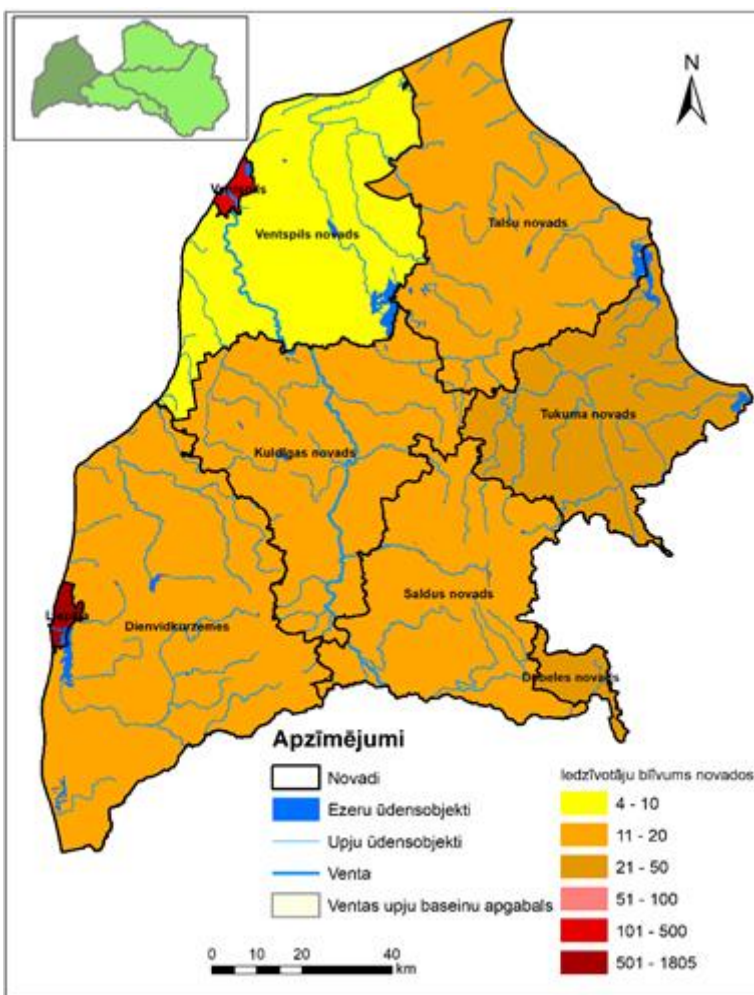 N
Ventspils
Ventspils novads
Talsu novads
Tukuma novads
Kuldīgas novads
Saldus novads
Liepāja
Dienvidkurzemes
Dobeles novads
Apzīmējumi
Novadi
Ezeru ūdensobjekti
Upju ūdensobjekti
Venta
Ventas upju baseinu apgabals
0 5 10 20 30 40
km
Iedzīvotāju blīvums novados
4 - 10
11 - 20
21 - 50
51 - 100
101 - 500
501 - 1805